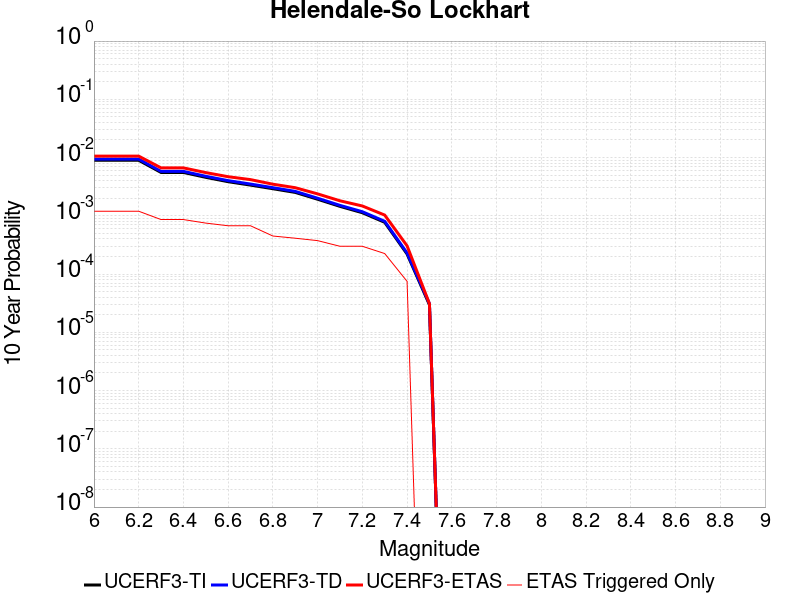 Helendale-So Lockhart
10 Year Probability
10^0
10^-1
10^-2
10^-3
10^-4
10^-5
10^-6
10^-7
10^-8
6 6.2 6.4 6.6 6.8 7 7.2 7.4 7.6 7.8 8 8.2 8.4 8.6 8.8 9
Magnitude
UCERF3-TI UCERF3-TD UCERF3-ETAS ETAS Triggered Only